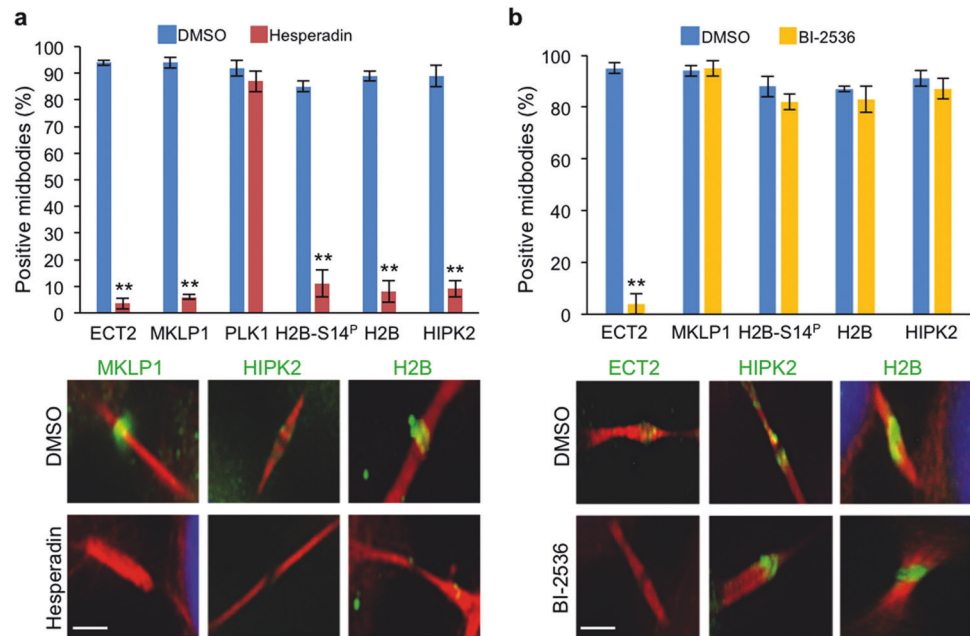 a
DMSO Hesperadin
Positive midbodies (%)
100
90
80
70
60
50
40
30
20
10
0
** ** ** ** **
ECT2 MKLP1 PLK1 H2B-S14ᴾ H2B HIPK2
MKLP1 HIPK2 H2B
DMSO
Hesperadin
b
DMSO BI-2536
Positive midbodies (%)
100
80
60
40
20
0
**
ECT2 MKLP1 H2B-S14ᴾ H2B HIPK2
ECT2 HIPK2 H2B
DMSO
BI-2536